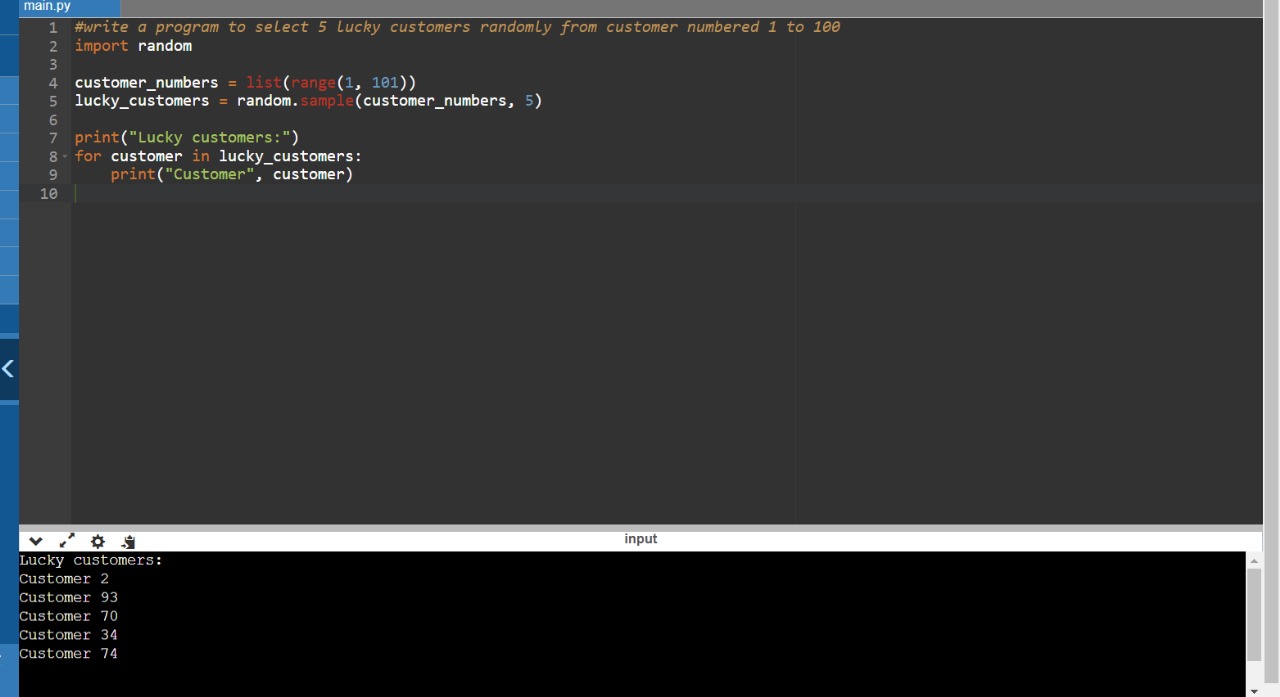 main.py
1 #write a program to select 5 lucky customers randomly from customer numbered 1 to 100
2 import random
3
4 customer_numbers = list(range(1, 101))
5 lucky_customers = random.sample(customer_numbers, 5)
6
7 print("Lucky customers:")
8 for customer in lucky_customers:
9     print("Customer", customer)
10
input
Lucky customers:
Customer 2
Customer 93
Customer 70
Customer 34
Customer 74